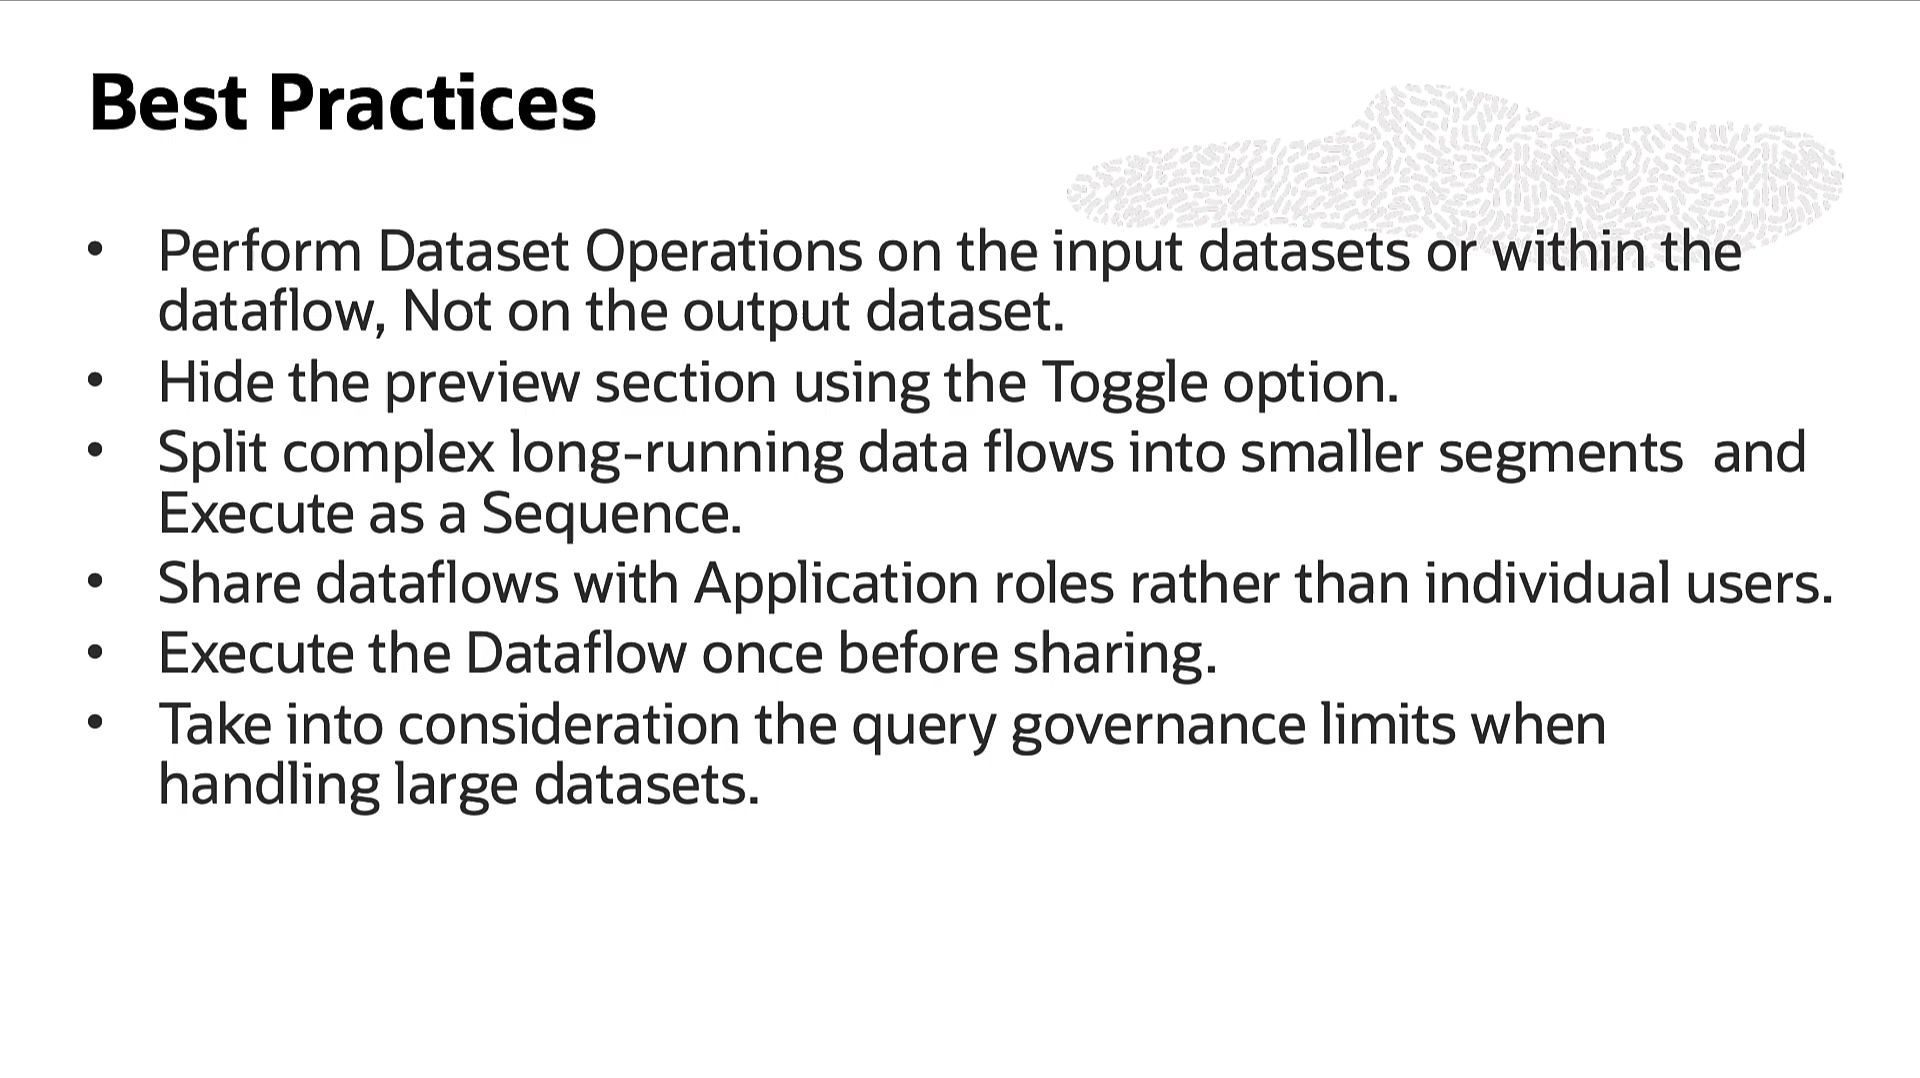 Best Practices
• Perform Dataset Operations on the input datasets or within the
dataflow, Not on the output dataset.
• Hide the preview section using the Toggle option.
• Split complex long-running data flows into smaller segments  and
Execute as a Sequence.
• Share dataflows with Application roles rather than individual users.
• Execute the Dataflow once before sharing.
• Take into consideration the query governance limits when
handling large datasets.